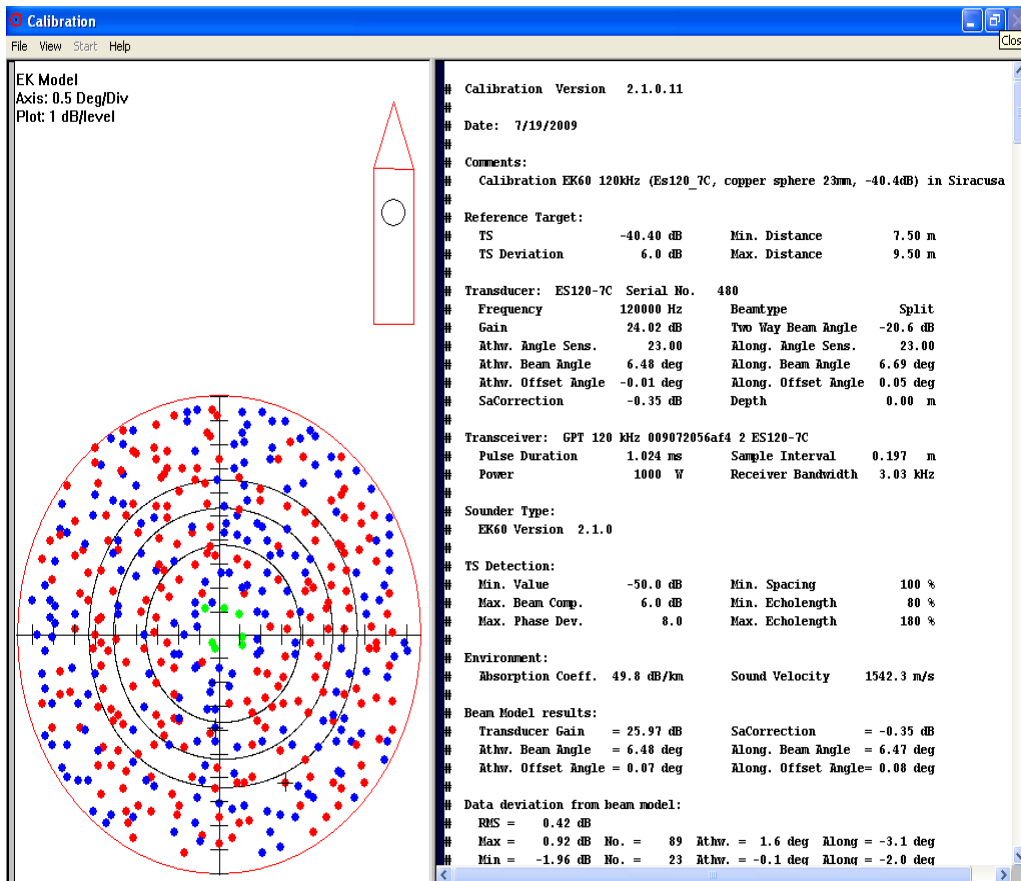 Calibration
File View Start Help
Clos
EK Model
Axis: 0.5 Deg/Div
Plot: 1 dB/level
# Calibration Version 2.1.0.11
#
# Date: 7/19/2009
#
# Comments:
# Calibration EK60 120kHz (Es120_7C, copper sphere 23mm, -40.4dB) in Siracusa
#
# Reference Target:
# TS -40.40 dB Min. Distance 7.50 m
# TS Deviation 6.0 dB Max. Distance 9.50 m
#
# Transducer: ES120-7C Serial No. 480
# Frequency 120000 Hz Beamtype Split
# Gain 24.02 dB Two Way Beam Angle -20.6 dB
# Athw. Angle Sens. 23.00 Along. Angle Sens. 23.00
# Athw. Beam Angle 6.48 deg Along. Beam Angle 6.69 deg
# Athw. Offset Angle -0.01 deg Along. Offset Angle 0.05 deg
# SaCorrection -0.35 dB Depth 0.00 m
#
# Transceiver: GPT 120 kHz 009072056af4 2 ES120-7C
# Pulse Duration 1.024 ms Sample Interval 0.197 m
# Power 1000 W Receiver Bandwidth 3.03 kHz
#
# Sounder Type:
# EK60 Version 2.1.0
#
# TS Detection:
# Min. Value -50.0 dB Min. Spacing 100 %
# Max. Beam Comp. 6.0 dB Min. Echolength 80 %
# Max. Phase Dev. 8.0 Max. Echolength 180 %
#
# Environment:
# Absorption Coeff. 49.8 dB/km Sound Velocity 1542.3 m/s
#
# Beam Model results:
# Transducer Gain = 25.97 dB SaCorrection = -0.35 dB
# Athw. Beam Angle = 6.48 deg Along. Beam Angle = 6.47 deg
# Athw. Offset Angle = 0.07 deg Along. Offset Angle= 0.08 deg
#
# Data deviation from beam model:
# RMS = 0.42 dB
# Max = 0.92 dB No. = 89 Athw. = 1.6 deg Along = -3.1 deg
# Min = -1.96 dB No. = 23 Athw. = -0.1 deg Along = -2.0 deg